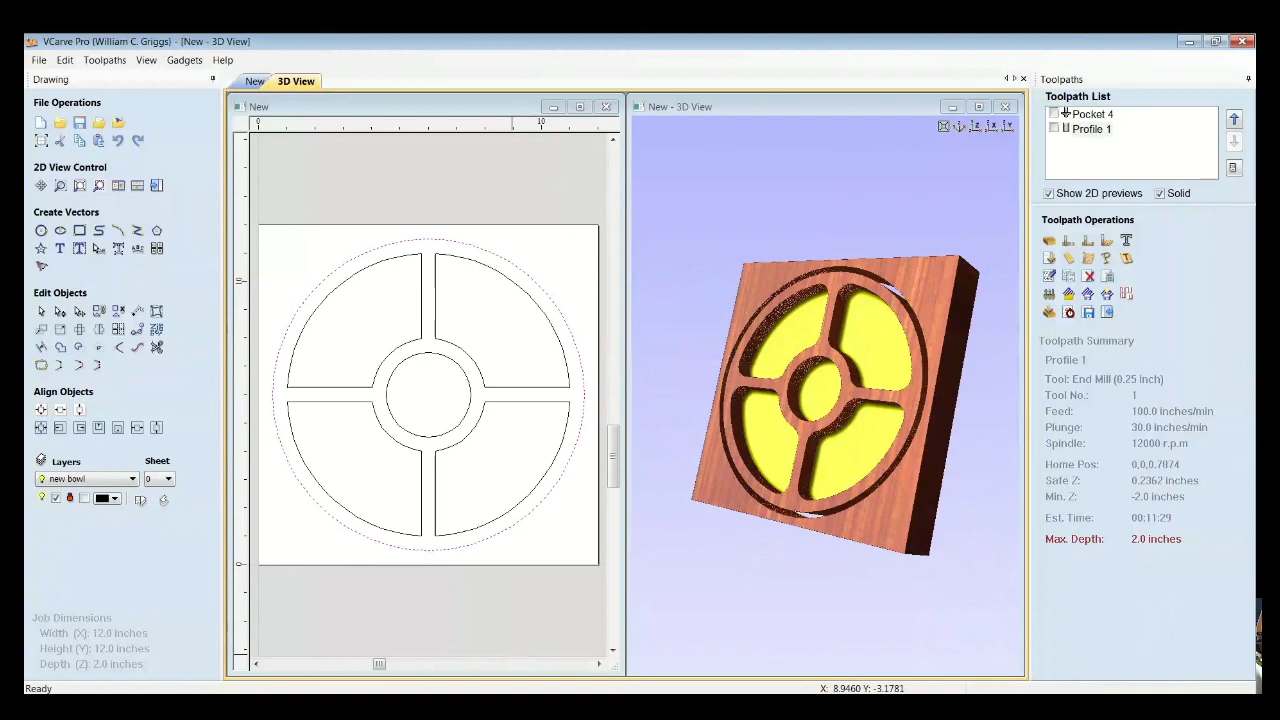 VCarve Pro {William C. Griggs} - [New - 3D View]
File Edit Toolpaths View Gadgets Help
Drawing
File Operations
2D View Control
Create Vectors
Edit Objects
Align Objects
Layers Sheet
new bowl 0
Job Dimensions
Width (X): 12.0 inches
Height (Y): 12.0 inches
Depth (Z): 2.0 inches
Ready
New 3D View
New
0 10
10
0
New - 3D View
X: 8.9460 Y: -3.1781
Toolpaths
Toolpath List
Pocket 4
Profile 1
Show 2D previews Solid
Toolpath Operations
Toolpath Summary
Profile 1
Tool: End Mill (0.25 inch)
Tool No.: 1
Feed: 100.0 inches/min
Plunge: 30.0 inches/min
Spindle: 12000 r.p.m
Home Pos: 0,0,0.7874
Safe Z: 0.2362 inches
Min. Z: -2.0 inches
Est. Time: 00:11:29
Max. Depth: 2.0 inches